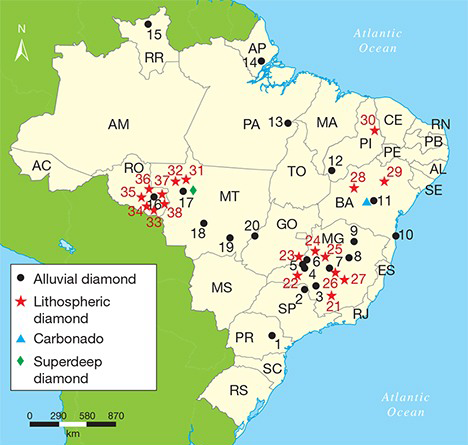 N
Atlantic
Ocean
15
RR
AP
14
AM
PA
13
MA
30
CE
RN
PI
PB
PE
AL
SE
AC
RO
36
37
32
31
35
16
17
34
33
38
TO
12
28
29
BA
11
MT
18
19
20
GO
10
MG
9
24
25
23
5
6
8
4
7
22
26
27
ES
2
3
21
MS
SP
RJ
PR
1
SC
RS
Alluvial diamond
Lithospheric
diamond
Carbonado
Superdeep
diamond
0 290 580 870
km
Atlantic
Ocean